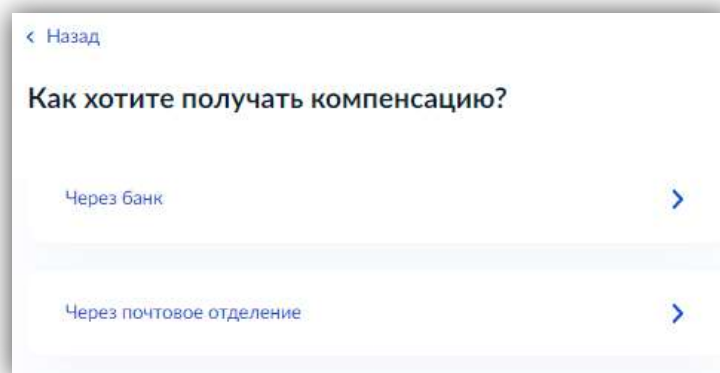 Назад
Как хотите получать компенсацию?
Через банк
Через почтовое отделение